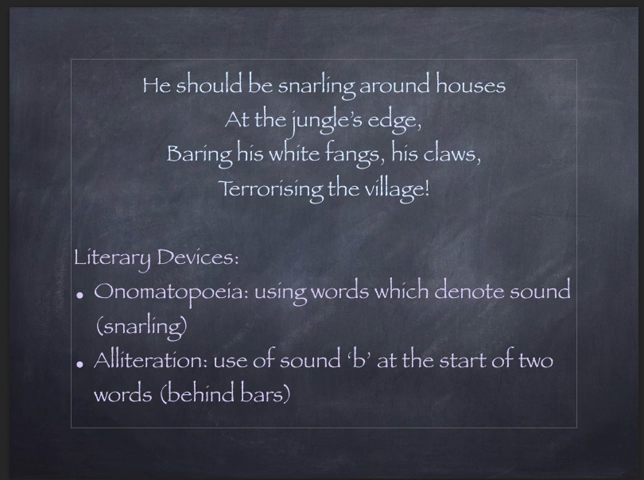 He should be snarling around houses
At the jungle's edge,
Baring his white fangs, his claws,
Terrorising the village!
Literary Devices:
• Onomatopoeia: using words which denote sound
(snarling)
• Alliteration: use of sound 'b' at the start of two
words (behind bars)